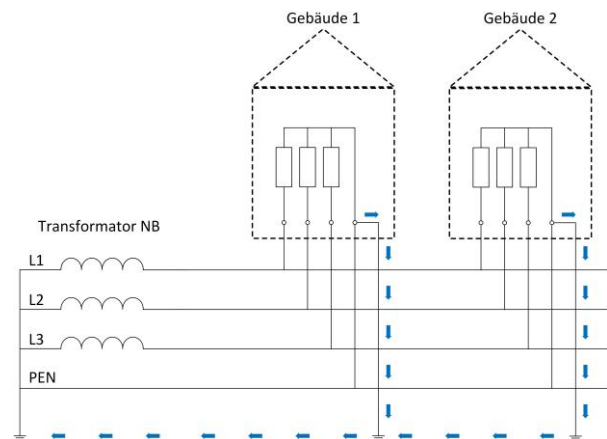 Gebäude 1
Gebäude 2
Transformator NB
L1
L2
L3
PEN